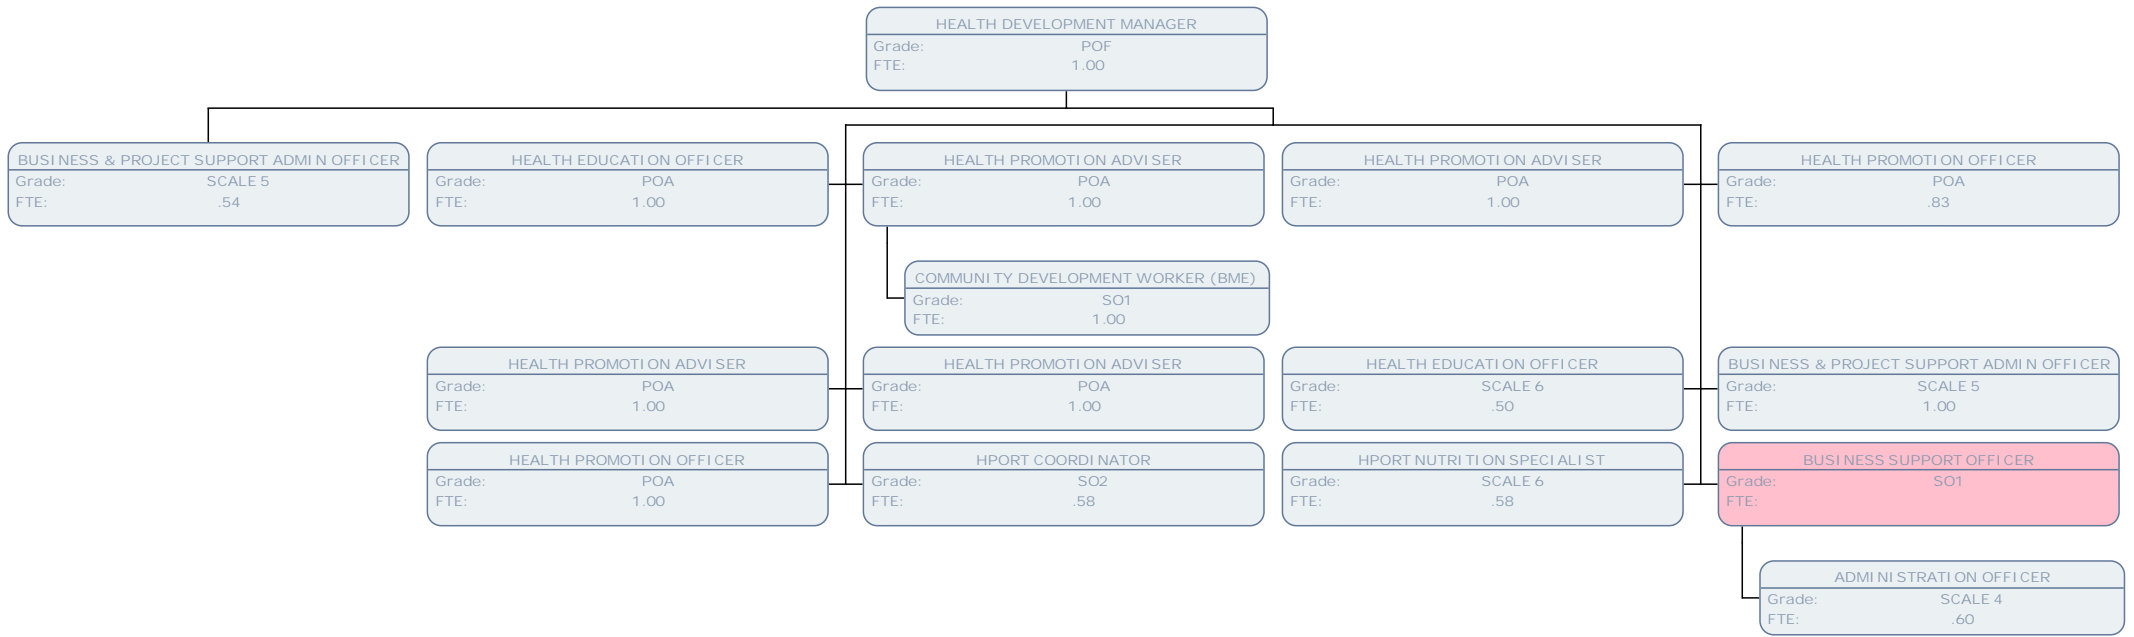 HEALTH DEVELOPMENT MANAGER
Grade: POF
FTE: 1.00
BUSINESS & PROJECT SUPPORT ADMIN OFFICER
Grade: SCALE 5
FTE: .54
HEALTH EDUCATION OFFICER
Grade: POA
FTE: 1.00
HEALTH PROMOTION ADVISER
Grade: POA
FTE: 1.00
HEALTH PROMOTION ADVISER
Grade: POA
FTE: 1.00
HEALTH PROMOTION OFFICER
Grade: POA
FTE: .83
COMMUNITY DEVELOPMENT WORKER (BME)
Grade: SO1
FTE: 1.00
HEALTH PROMOTION ADVISER
Grade: POA
FTE: 1.00
HEALTH PROMOTION ADVISER
Grade: POA
FTE: 1.00
HEALTH EDUCATION OFFICER
Grade: SCALE 6
FTE: .50
BUSINESS & PROJECT SUPPORT ADMIN OFFICER
Grade: SCALE 5
FTE: 1.00
HEALTH PROMOTION OFFICER
Grade: POA
FTE: 1.00
HPORT COORDINATOR
Grade: SO2
FTE: .58
HPORT NUTRITION SPECIALIST
Grade: SCALE 6
FTE: .58
BUSINESS SUPPORT OFFICER
Grade: SO1
FTE:
ADMINISTRATION OFFICER
Grade: SCALE 4
FTE: .60